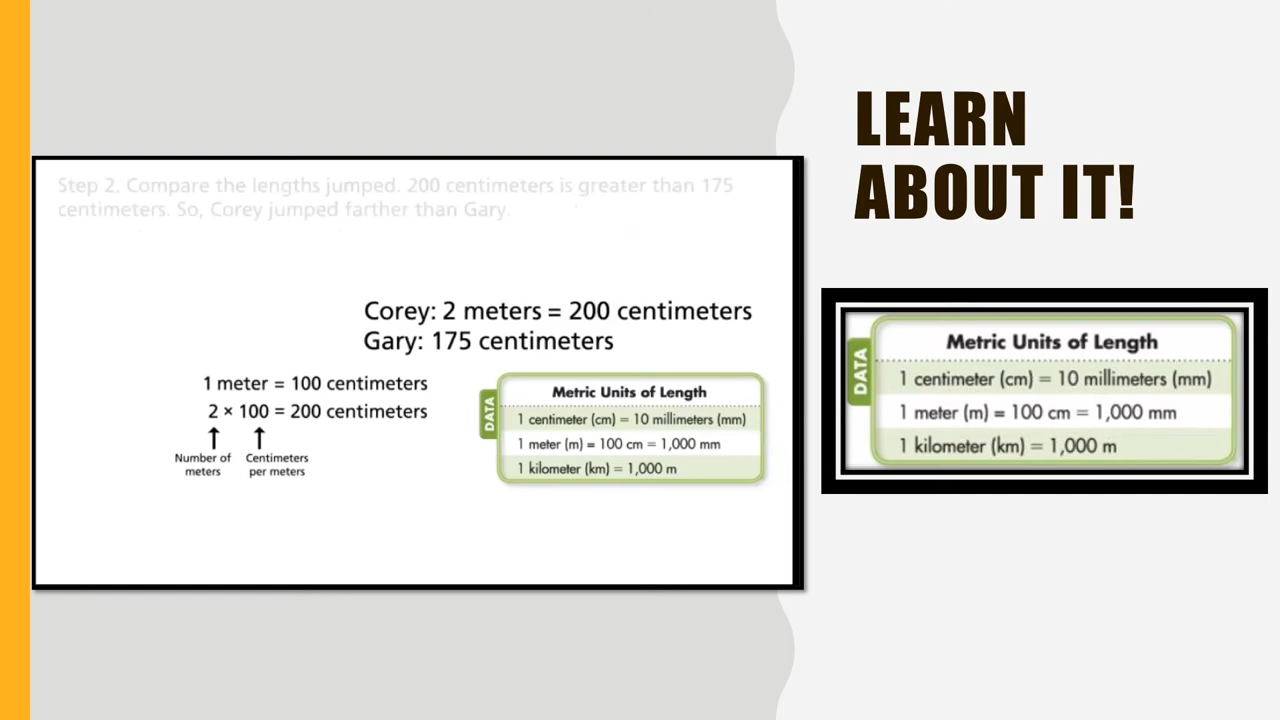 LEARN
ABOUT IT!
Step 2. Compare the lengths jumped. 200 centimeters is greater than 175
centimeters. So, Corey jumped farther than Gary.
Corey: 2 meters = 200 centimeters
Gary: 175 centimeters
1 meter = 100 centimeters
2 × 100 = 200 centimeters
Number of
meters
Centimeters
per meters
DATA
Metric Units of Length
1 centimeter (cm) = 10 millimeters (mm)
1 meter (m) = 100 cm = 1,000 mm
1 kilometer (km) = 1,000 m
DATA
Metric Units of Length
1 centimeter (cm) = 10 millimeters (mm)
1 meter (m) = 100 cm = 1,000 mm
1 kilometer (km) = 1,000 m